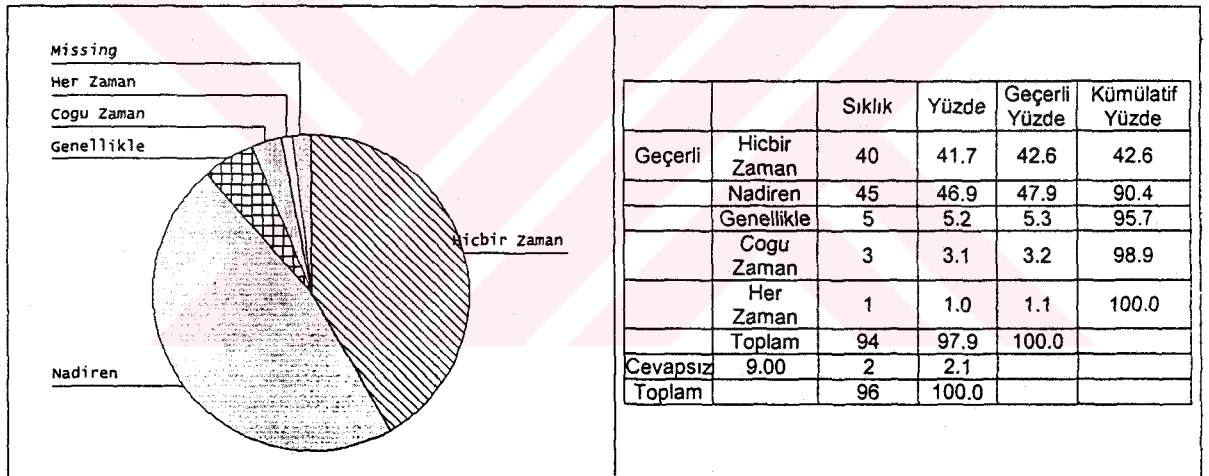 Missing
Her Zaman
Cogu Zaman
Genellikle
Hicbir Zaman
Nadiren
Sıklık Yüzde Geçerli Yüzde Kümülatif Yüzde
Geçerli Hicbir Zaman 40 41.7 42.6 42.6
Nadiren 45 46.9 47.9 90.4
Genellikle 5 5.2 5.3 95.7
Cogu Zaman 3 3.1 3.2 98.9
Her Zaman 1 1.0 1.1 100.0
Toplam 94 97.9 100.0
Cevapsız 9.00 2 2.1
Toplam 96 100.0